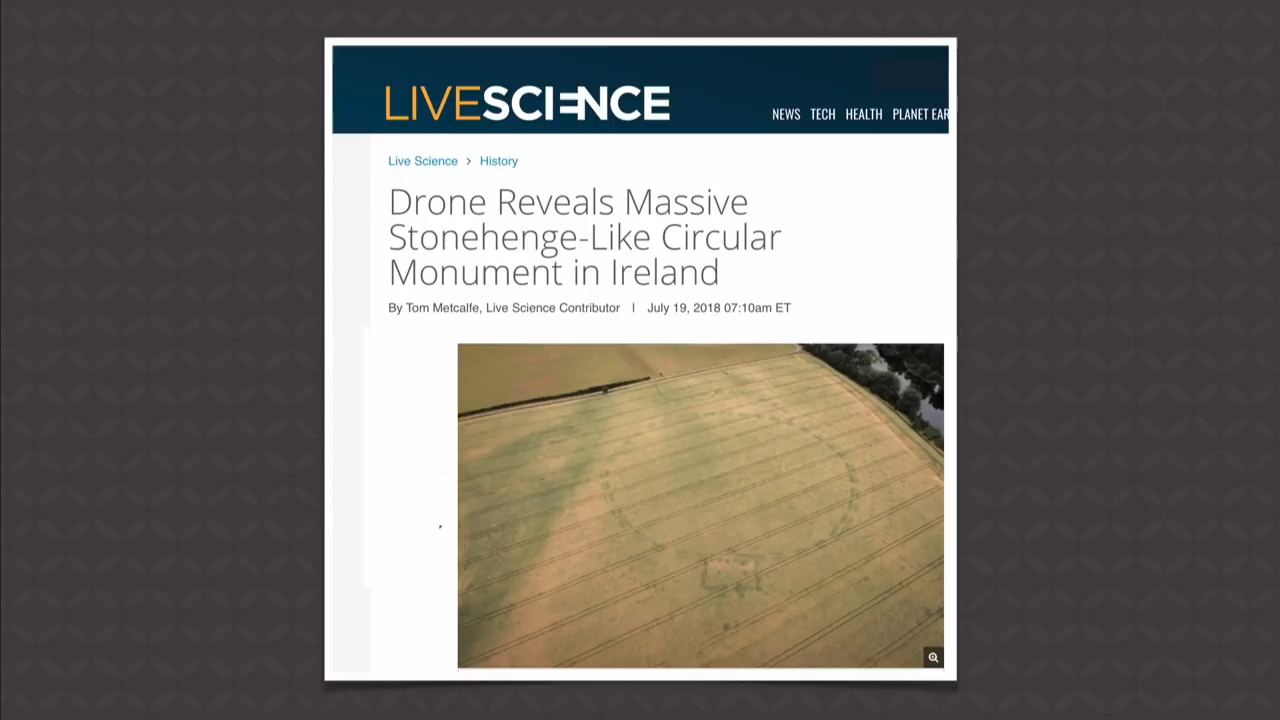 LIVESCIENCE
NEWS TECH HEALTH PLANET EAR
Live Science > History
Drone Reveals Massive
Stonehenge-Like Circular
Monument in Ireland
By Tom Metcalfe, Live Science Contributor | July 19, 2018 07:10am ET